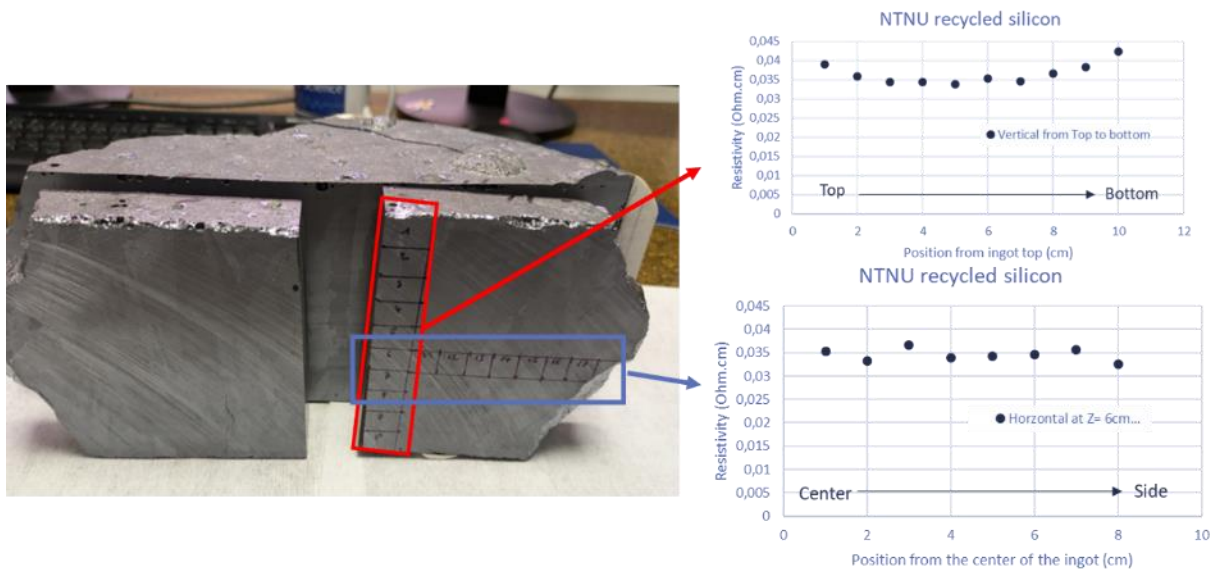 NTNU recycled silicon
Resistivity (Ohm.cm)
0,045
0,04
0,035
0,03
0,025
0,02
0,015
0,01
0,005
0
Vertical from Top to bottom
Top
Bottom
0 2 4 6 8 10 12
Position from ingot top (cm)
NTNU recycled silicon
Resistivity (Ohm.cm)
0,045
0,04
0,035
0,03
0,025
0,02
0,015
0,01
0,005
0
Horzontal at Z= 6cm...
Center
Side
0 2 4 6 8 10
Position from the center of the ingot (cm)